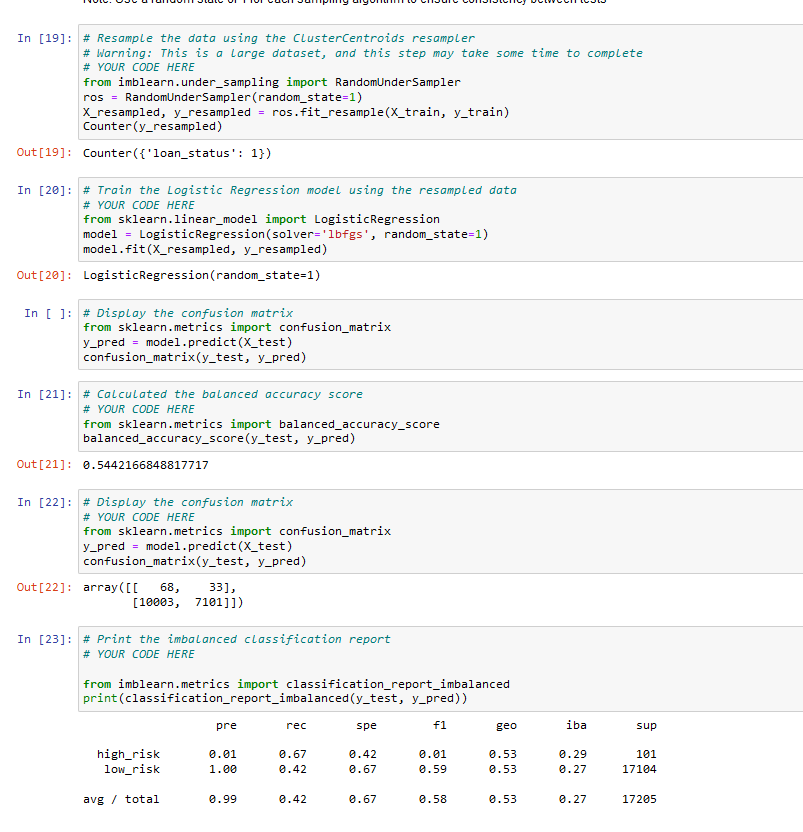 Note: Use a random state of 1 for each sampling algorithm to ensure consistency between tests
In [19]: # Resample the data using the ClusterCentroids resampler
# Warning: This is a large dataset, and this step may take some time to complete
# YOUR CODE HERE
from imblearn.under_sampling import RandomUnderSampler
ros = RandomUnderSampler(random_state=1)
X_resampled, y_resampled = ros.fit_resample(X_train, y_train)
Counter(y_resampled)
Out[19]: Counter({'loan_status': 1})
In [20]: # Train the Logistic Regression model using the resampled data
# YOUR CODE HERE
from sklearn.linear_model import LogisticRegression
model = LogisticRegression(solver='lbfgs', random_state=1)
model.fit(X_resampled, y_resampled)
Out[20]: LogisticRegression(random_state=1)
In [ ]: # Display the confusion matrix
from sklearn.metrics import confusion_matrix
y_pred = model.predict(X_test)
confusion_matrix(y_test, y_pred)
In [21]: # Calculated the balanced accuracy score
# YOUR CODE HERE
from sklearn.metrics import balanced_accuracy_score
balanced_accuracy_score(y_test, y_pred)
Out[21]: 0.5442166848817717
In [22]: # Display the confusion matrix
# YOUR CODE HERE
from sklearn.metrics import confusion_matrix
y_pred = model.predict(X_test)
confusion_matrix(y_test, y_pred)
Out[22]: array([[   68,    33],
[10003,  7101]])
In [23]: # Print the imbalanced classification report
# YOUR CODE HERE
from imblearn.metrics import classification_report_imbalanced
print(classification_report_imbalanced(y_test, y_pred))
pre rec spe f1 geo iba sup
high_risk 0.01 0.67 0.42 0.01 0.53 0.29 101
low_risk 1.00 0.42 0.67 0.59 0.53 0.27 17104
avg / total 0.99 0.42 0.67 0.58 0.53 0.27 17205